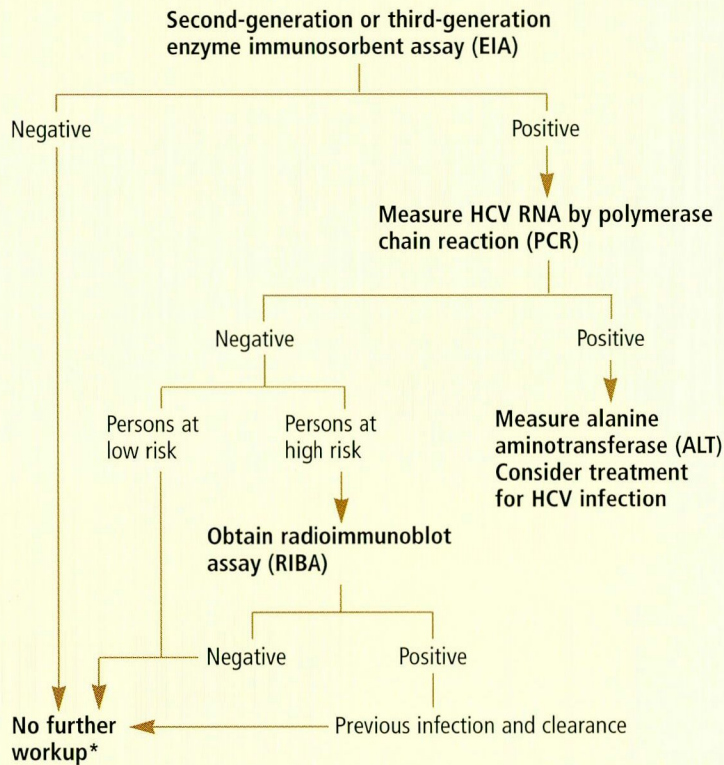 Second-generation or third-generation
enzyme immunosorbent assay (EIA)
Negative
Positive
Measure HCV RNA by polymerase
chain reaction (PCR)
Negative
Positive
Persons at
low risk
Persons at
high risk
Measure alanine
aminotransferase (ALT)
Consider treatment
for HCV infection
Obtain radioimmunoblot
assay (RIBA)
Negative
Positive
No further
workup*
Previous infection and clearance